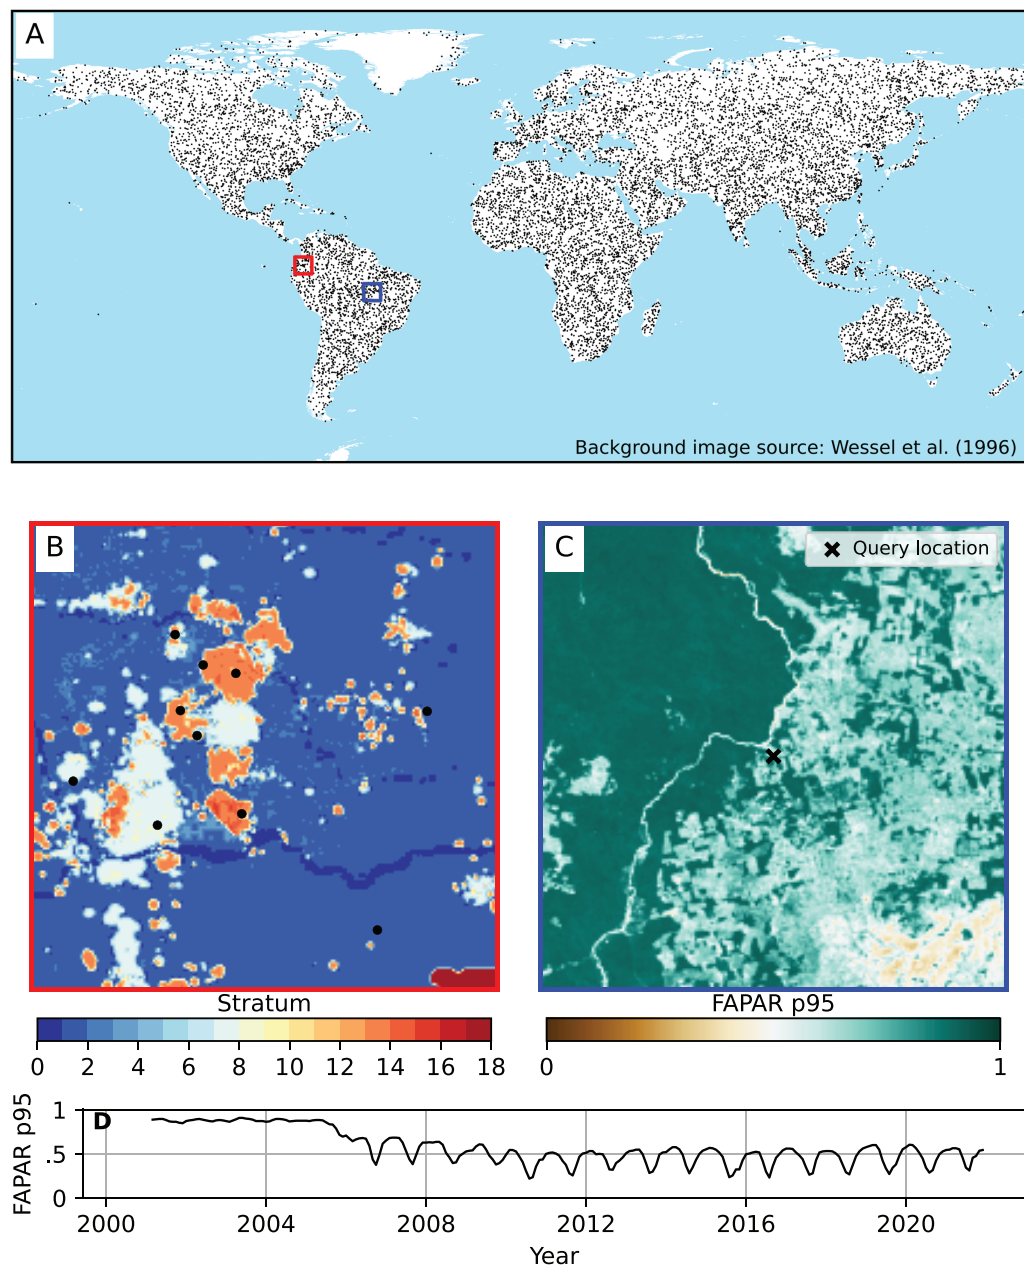 A
Background image source: Wessel et al. (1996)
B
C
Query location
Stratum
0 2 4 6 8 10 12 14 16 18
FAPAR p95
0 1
FAPAR p95
1
.5
0
D
2000 2004 2008 2012 2016 2020
Year